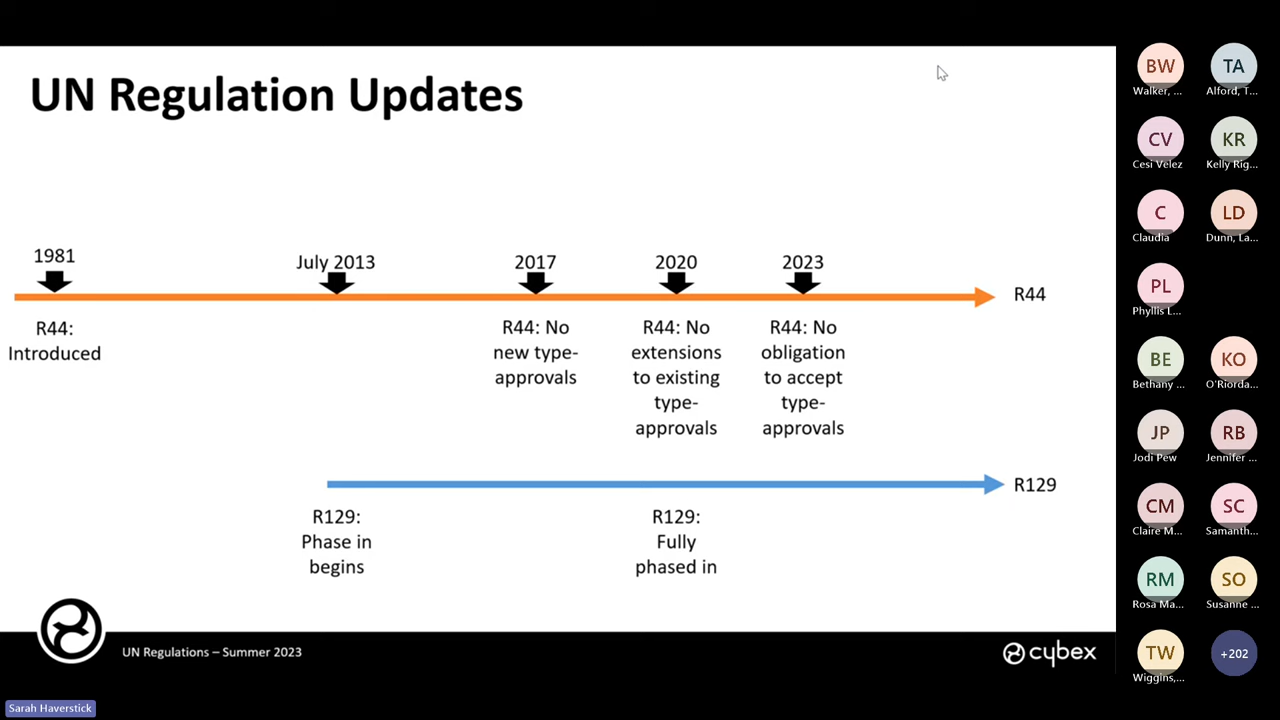 UN Regulation Updates
1981
July 2013
2017
2020
2023
R44
R44:
Introduced
R44: No
new type-
approvals
R44: No
extensions
to existing
type-
approvals
R44: No
obligation
to accept
type-
approvals
R129
R129:
Phase in
begins
R129:
Fully
phased in
UN Regulations – Summer 2023
cybex
BW
Walker, ...
TA
Alford, T...
CV
Cesi Velez
KR
Kelly Rig...
C
Claudia
LD
Dunn, La...
PL
Phyllis L...
BE
Bethany ...
KO
O'Riorda...
JP
Jodi Pew
RB
Jennifer ...
CM
Claire M...
SC
Samanth...
RM
Rosa Ma...
SO
Susanne ...
TW
Wiggins,...
+202
Sarah Haverstick